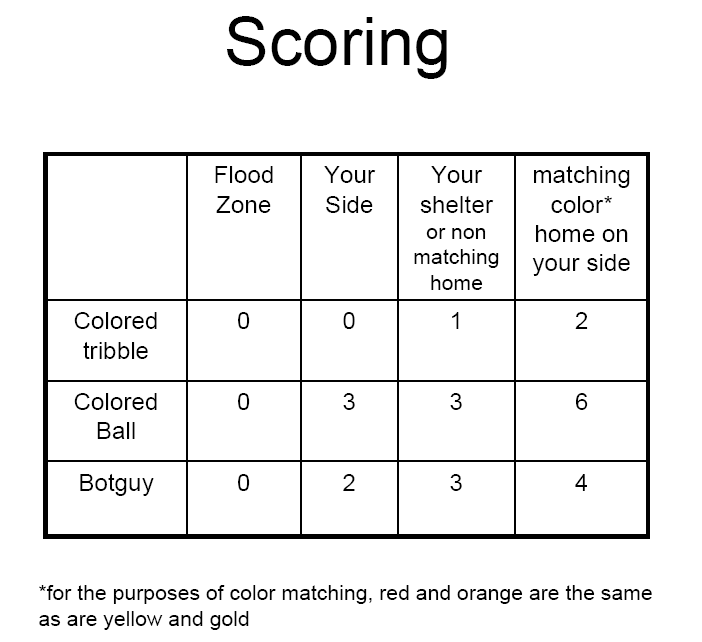 Scoring
Flood Zone
Your Side
Your shelter or non matching home
matching color* home on your side
Colored tribble 0 0 1 2
Colored Ball 0 3 3 6
Botguy 0 2 3 4
*for the purposes of color matching, red and orange are the same
as are yellow and gold